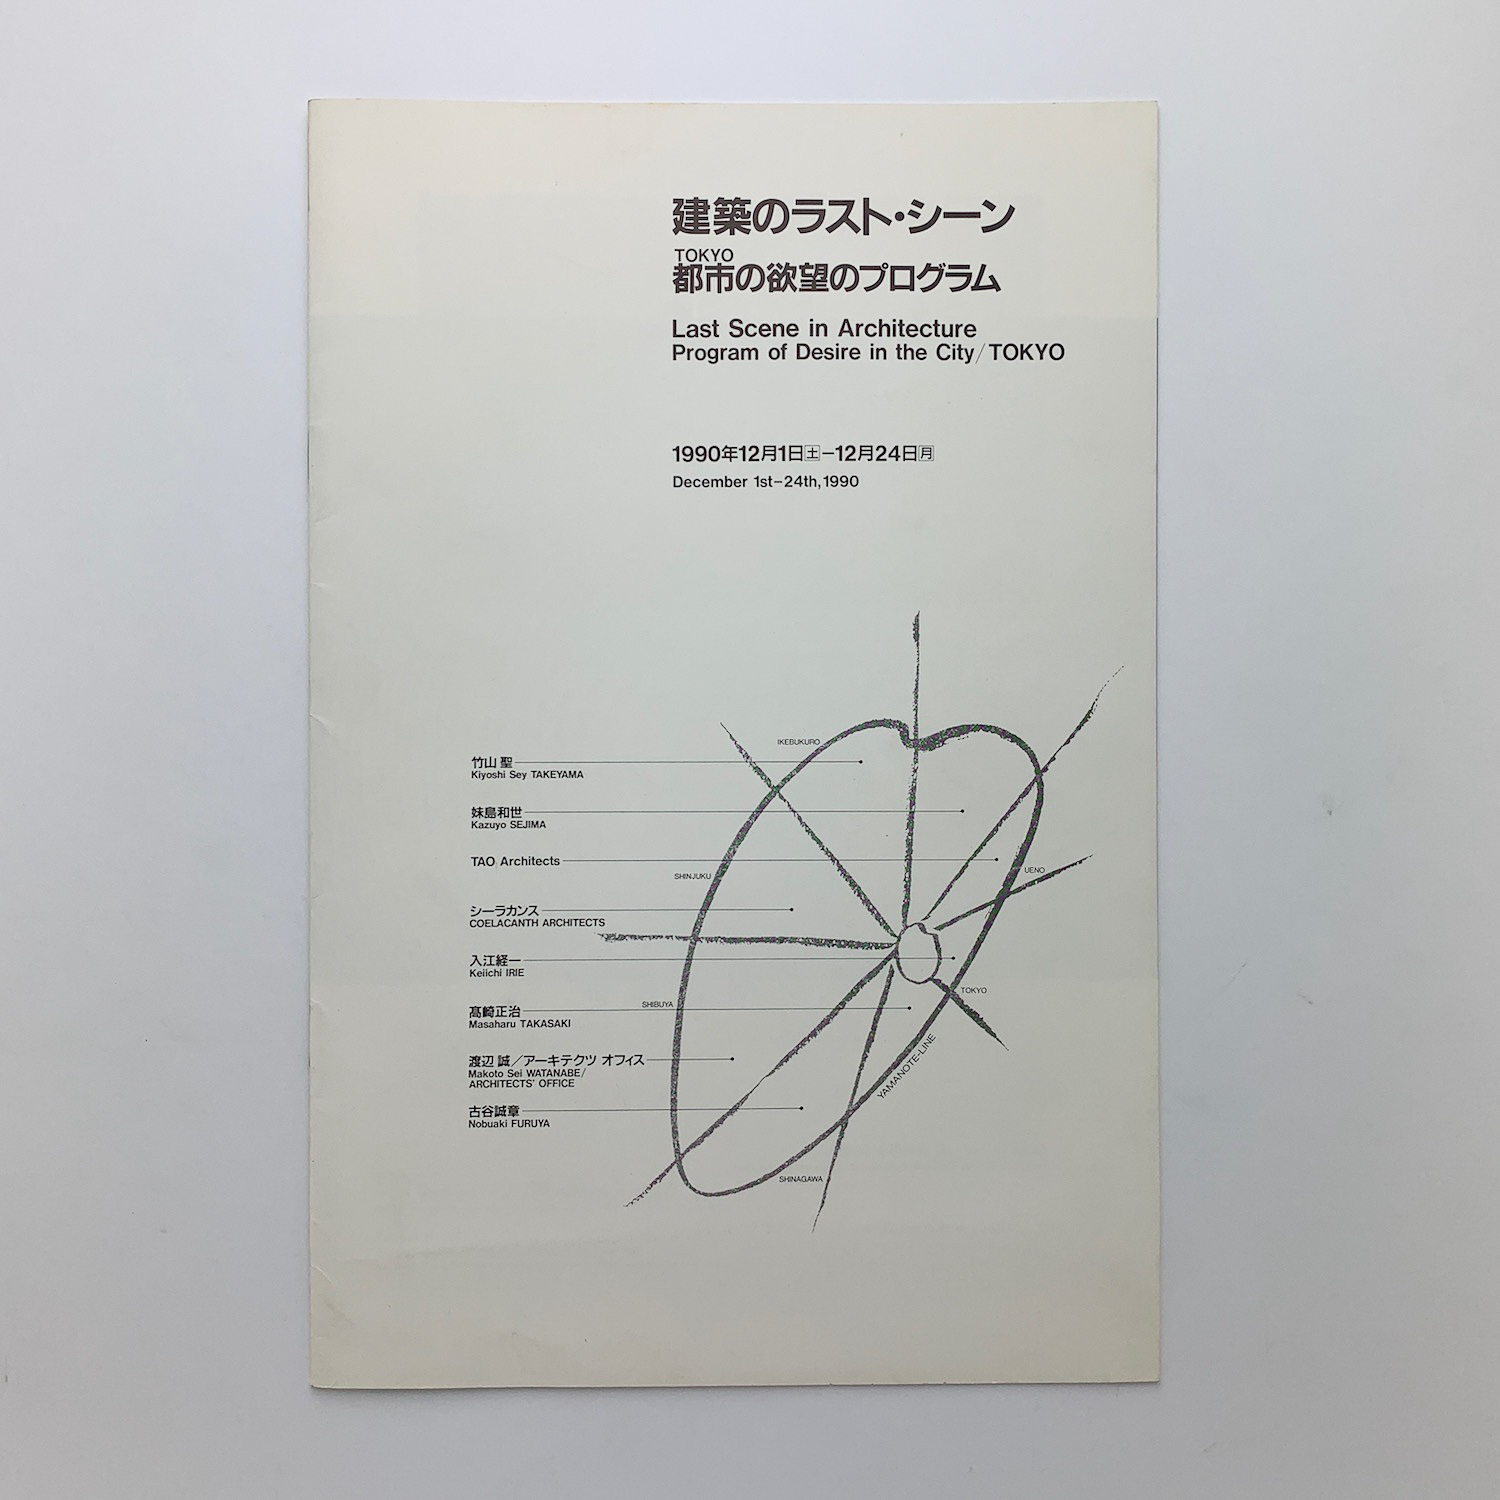 建築のラスト・シーン
TOKYO
都市の欲望のプログラム
Last Scene in Architecture
Program of Desire in the City/TOKYO
1990年12月1日土−12月24日月
December 1st−24th,1990
IKEBUKURO
竹山 聖
Kiyoshi Sey TAKEYAMA
妹島和世
Kazuyo SEJIMA
TAO Architects
UENO
SHINJUKU
シーラカンス
COELACANTH ARCHITECTS
入江経一
Keiichi IRIE
TOKYO
SHIBUYA
髙崎正治
Masaharu TAKASAKI
YAMANOTE-LINE
渡辺 誠／アーキテクツ オフィス
Makoto Sei WATANABE/
ARCHITECTS' OFFICE
古谷誠章
Nobuaki FURUYA
SHINAGAWA